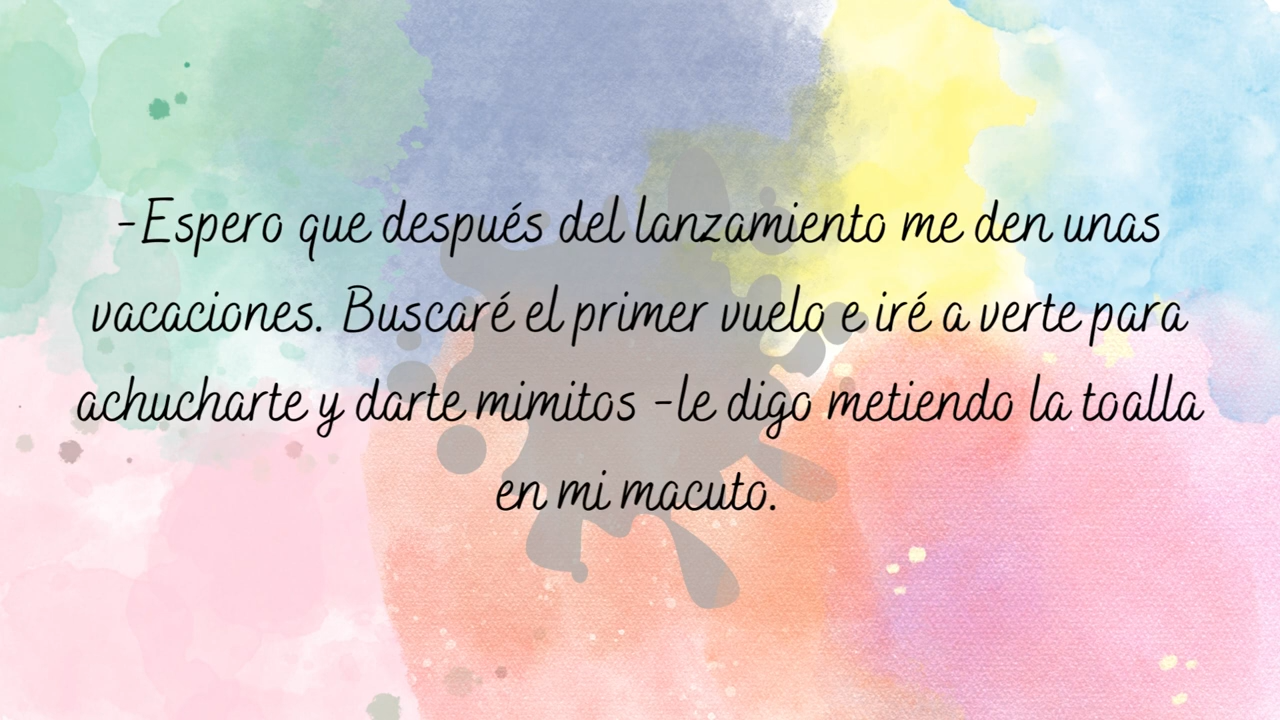 -Espero que después del lanzamiento me den unas
vacaciones. Buscaré el primer vuelo e iré a verte para
achucharte y darte mimitos -le digo metiendo la toalla
en mi macuto.